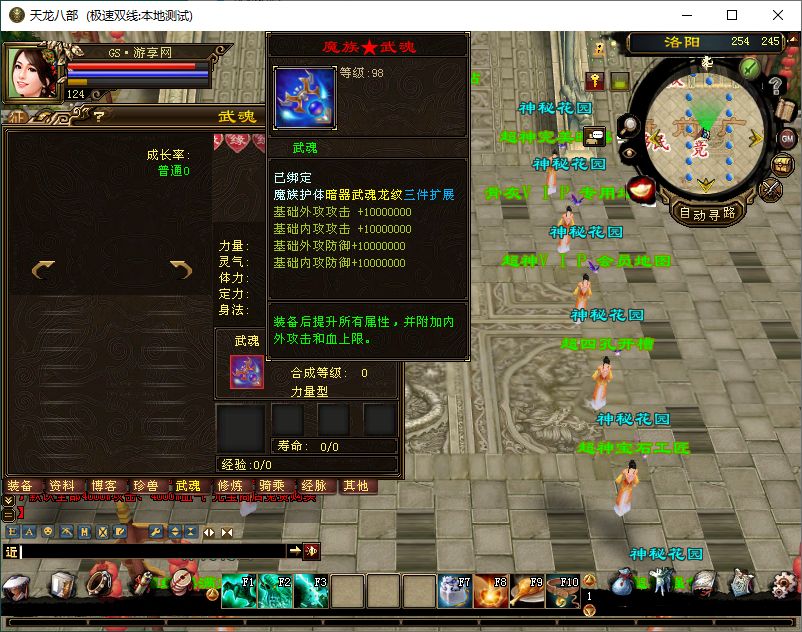 天龙八部 (极速双线:本地测试)
GS·游享网
124
征
?
武魂
成长率:
普通0
缘
力量:
灵气:
体力:
定力:
身法:
武魂
合成等级: 0
力量型
寿命: 0/0
经验:0/0
装备 资料 博客 珍兽 武魂 修炼 骑乘 经脉 其他
魔族★武魂
等级:98
武魂
已绑定
魔族护体暗器武魂龙纹三件扩展
基础外攻攻击 +10000000
基础内攻攻击 +10000000
基础外攻防御+10000000
基础内攻防御+10000000
装备后提升所有属性，并附加内
外攻击和血上限。
洛阳 254 245
GM
自动寻路
神秘花园
神秘花园
神秘花园
超神ＶＩＰ会员地图
神秘花园
超四孔开槽
神秘花园
超神宝石工匠
神秘花园
近
F1 F2 F3 F7 F8 F9 F10
1